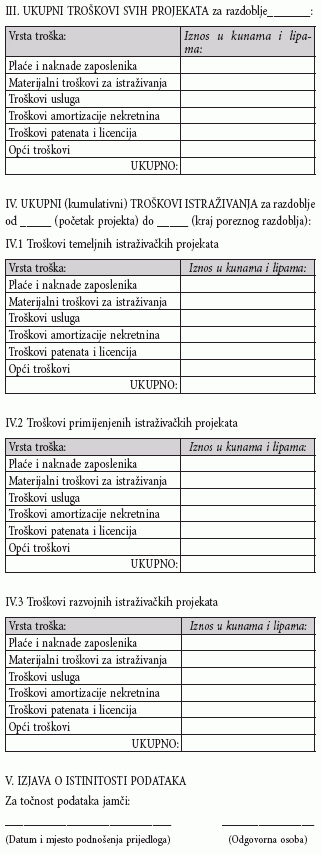 III. UKUPNI TROŠKOVI SVIH PROJEKATA za razdoblje_______:
Vrsta troška: Iznos u kunama i lipa-
ma:
Plaće i naknade zaposlenika
Materijalni troškovi za istraživanja
Troškovi usluga
Troškovi amortizacije nekretnina
Troškovi patenata i licencija
Opći troškovi
UKUPNO:
IV. UKUPNI (kumulativni) TROŠKOVI ISTRAŽIVANJA za razdoblje
od _____ (početak projekta) do _____ (kraj poreznog razdoblja):
IV.1 Troškovi temeljnih istraživačkih projekata
Vrsta troška: Iznos u kunama i lipama:
Plaće i naknade zaposlenika
Materijalni troškovi za istraživanja
Troškovi usluga
Troškovi amortizacije nekretnina
Troškovi patenata i licencija
Opći troškovi
UKUPNO:
IV.2 Troškovi primijenjenih istraživačkih projekata
Vrsta troška: Iznos u kunama i lipama:
Plaće i naknade zaposlenika
Materijalni troškovi za istraživanja
Troškovi usluga
Troškovi amortizacije nekretnina
Troškovi patenata i licencija
Opći troškovi
UKUPNO:
IV.3 Troškovi razvojnih istraživačkih projekata
Vrsta troška: Iznos u kunama i lipama:
Plaće i naknade zaposlenika
Materijalni troškovi za istraživanja
Troškovi usluga
Troškovi amortizacije nekretnina
Troškovi patenata i licencija
Opći troškovi
UKUPNO:
V. IZJAVA O ISTINITOSTI PODATAKA
Za točnost podataka jamči:
(Datum i mjesto podnošenja prijedloga) (Odgovorna osoba)